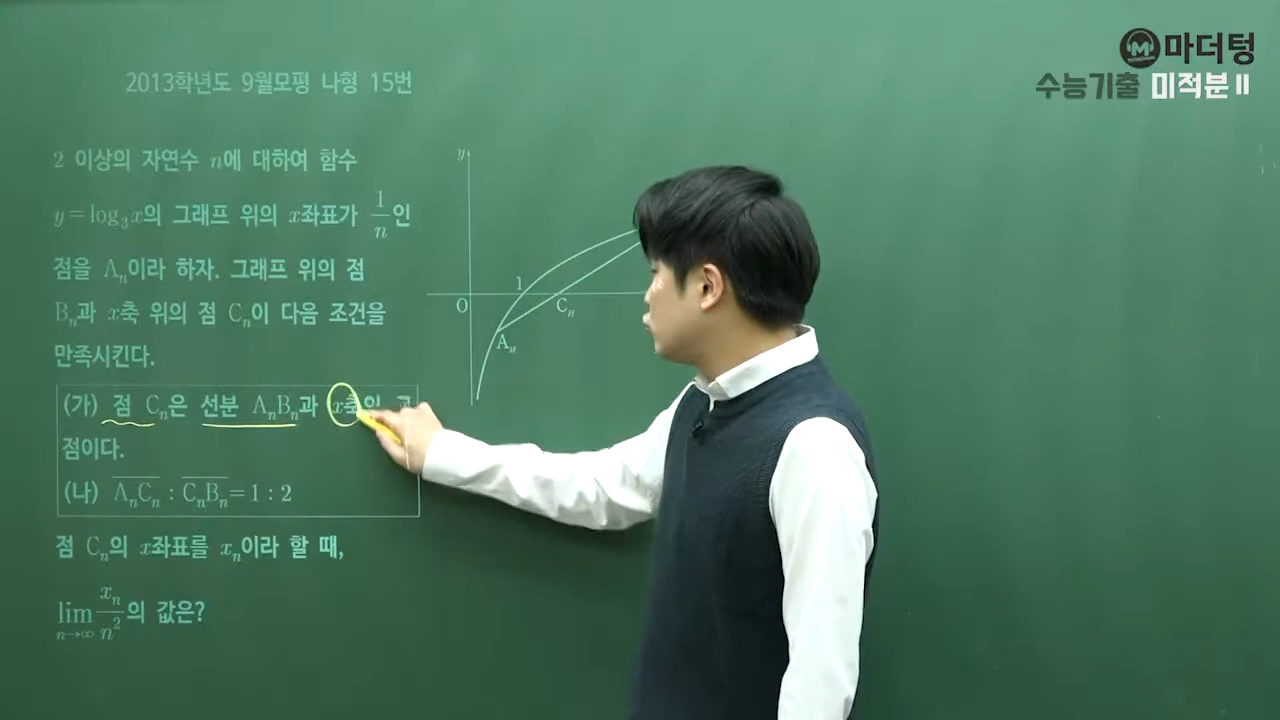 마더텅
수능기출 미적분 II
2013학년도 9월모평 나형 15번
2 이상의 자연수 n에 대하여 함수
y=log₃x의 그래프 위의 x좌표가 1/n인
점을 Aₙ이라 하자. 그래프 위의 점
Bₙ과 x축 위의 점 Cₙ이 다음 조건을
만족시킨다.
(가) 점 Cₙ은 선분 AₙBₙ과 x축의
점이다.
(나) A̅ₙC̅ₙ : C̅ₙB̅ₙ=1 : 2
점 Cₙ의 x좌표를 xₙ이라 할 때,
lim n→∞ xₙ/n²의 값은?
y
1
O
Cₙ
Aₙ